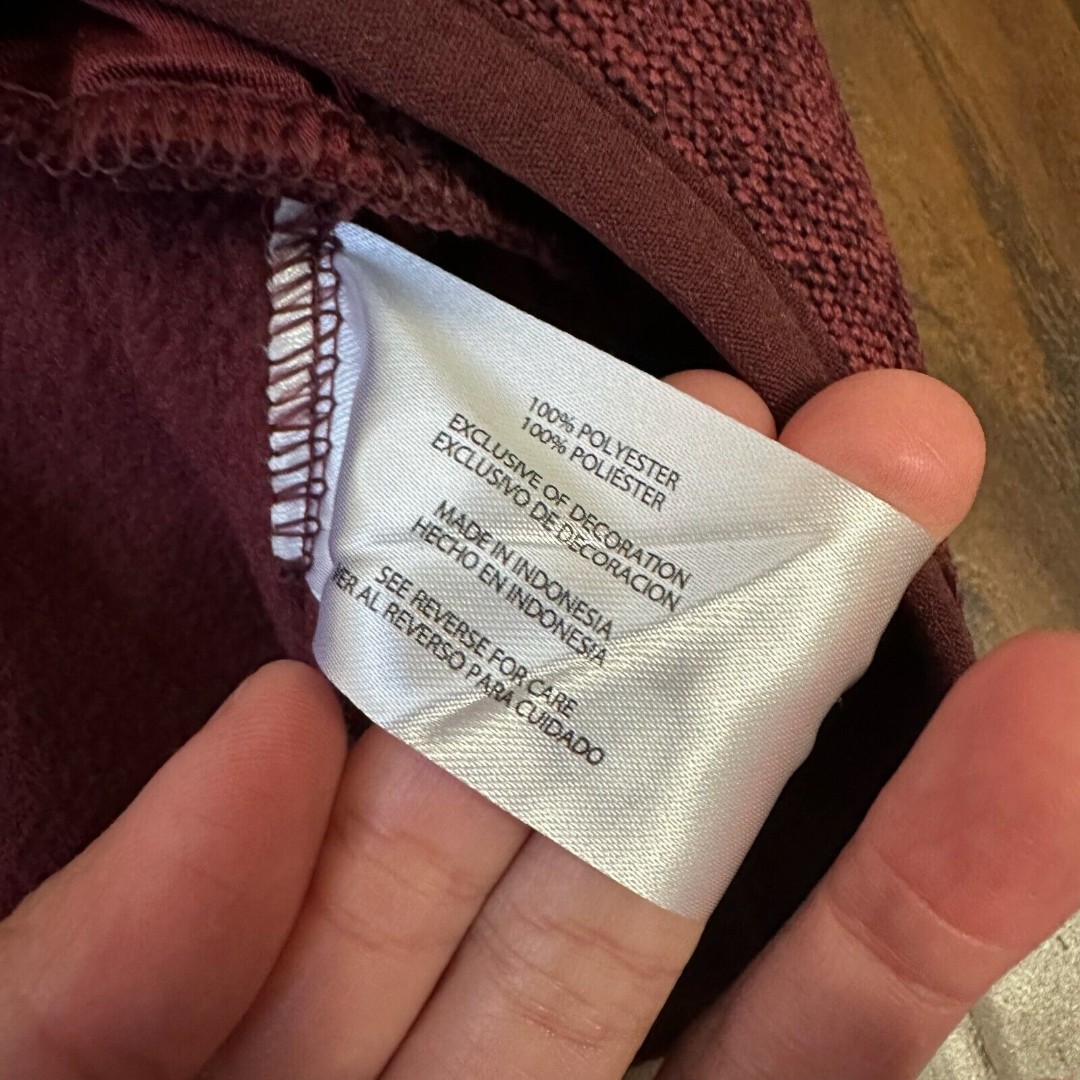 100% POLYESTER
100% POLIÉSTER
EXCLUSIVE OF DECORATION
EXCLUSIVO DE DECORACION
MADE IN INDONESIA
HECHO EN INDONESIA
SEE REVERSE FOR CARE
AL REVERSO PARA CUIDADO